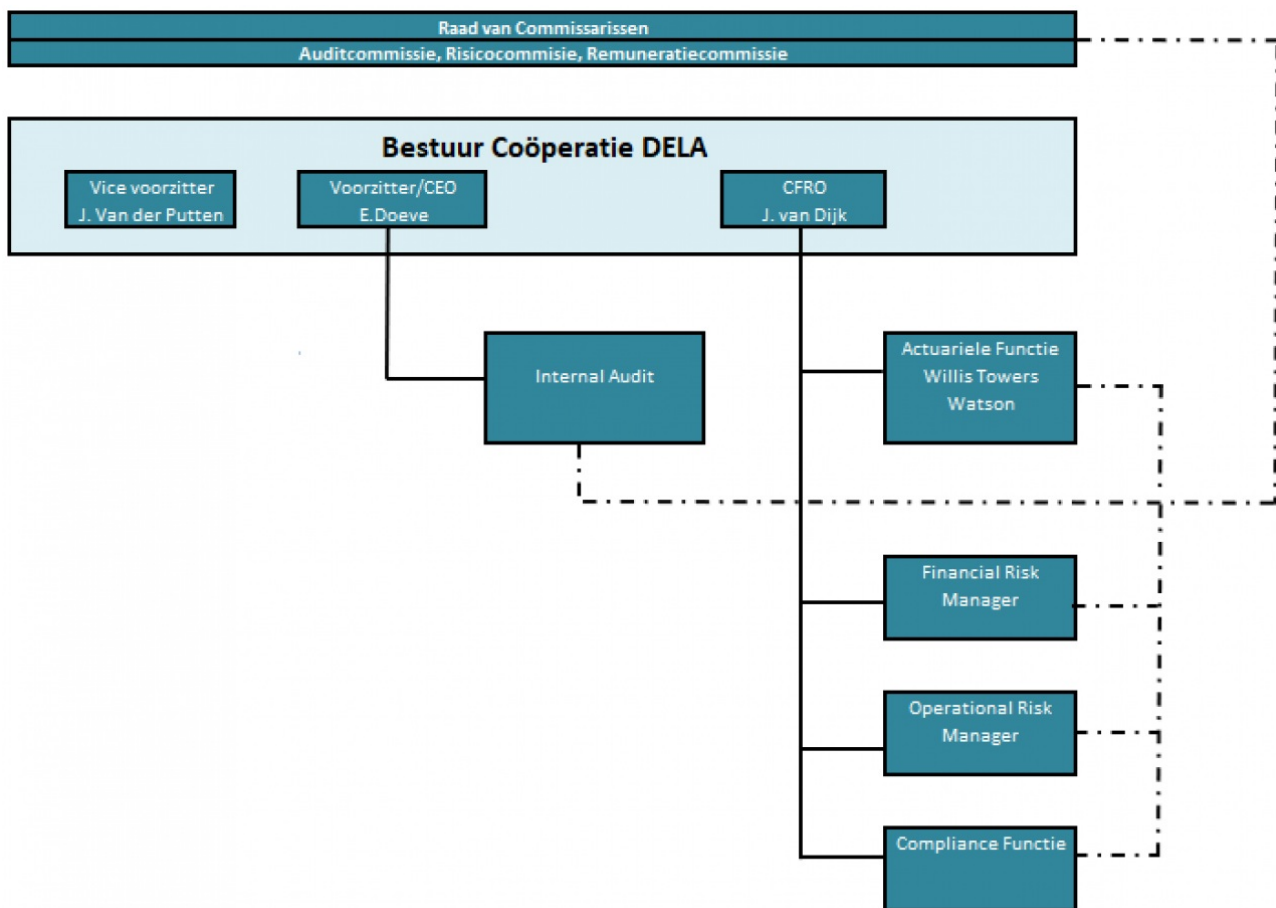 Raad van Commissarissen
Auditcommissie, Risicocommisie, Remuneratiecommissie
Bestuur Coöperatie DELA
Vice voorzitter
J. Van der Putten
Voorzitter/CEO
E.Doeve
CFRO
J. van Dijk
Internal Audit
Actuariele Functie
Willis Towers
Watson
Financial Risk
Manager
Operational Risk
Manager
Compliance Functie